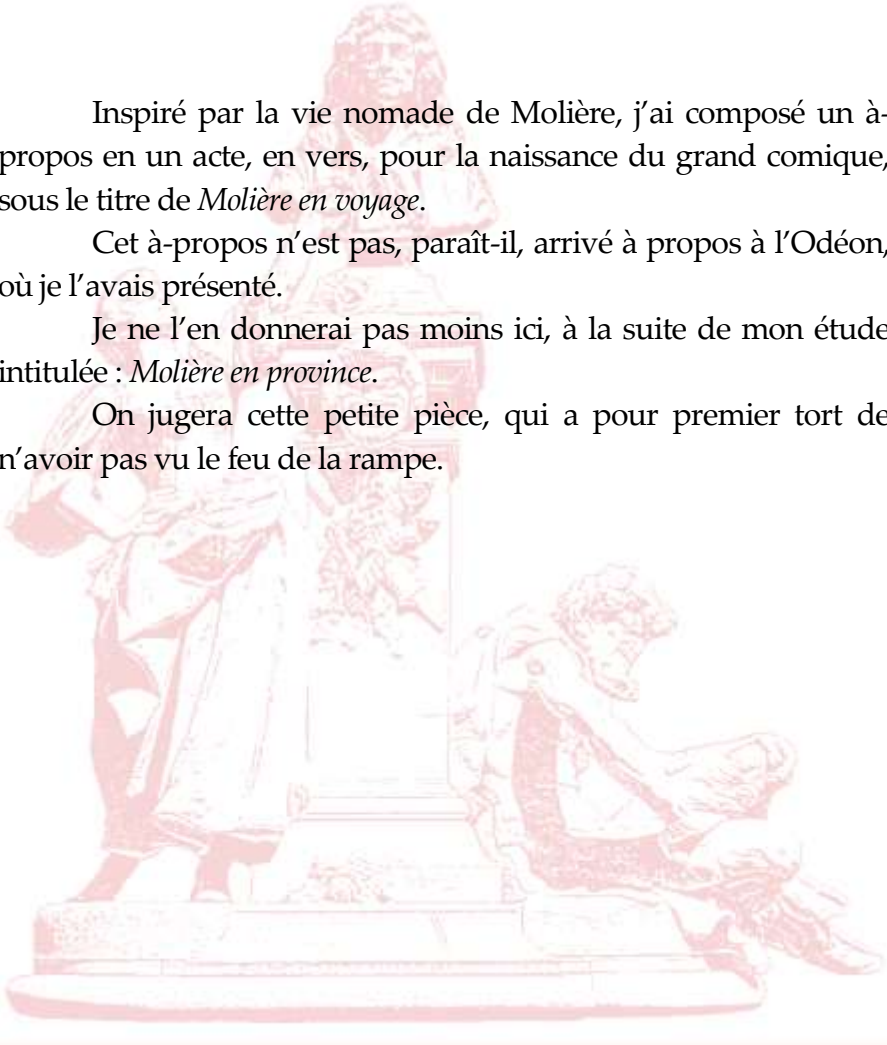 Inspiré par la vie nomade de Molière, j’ai composé un à-
propos en un acte, en vers, pour la naissance du grand comique,
sous le titre de Molière en voyage.
Cet à-propos n’est pas, paraît-il, arrivé à propos à l’Odéon,
où je l’avais présenté.
Je ne l’en donnerai pas moins ici, à la suite de mon étude
intitulée : Molière en province.
On jugera cette petite pièce, qui a pour premier tort de
n’avoir pas vu le feu de la rampe.